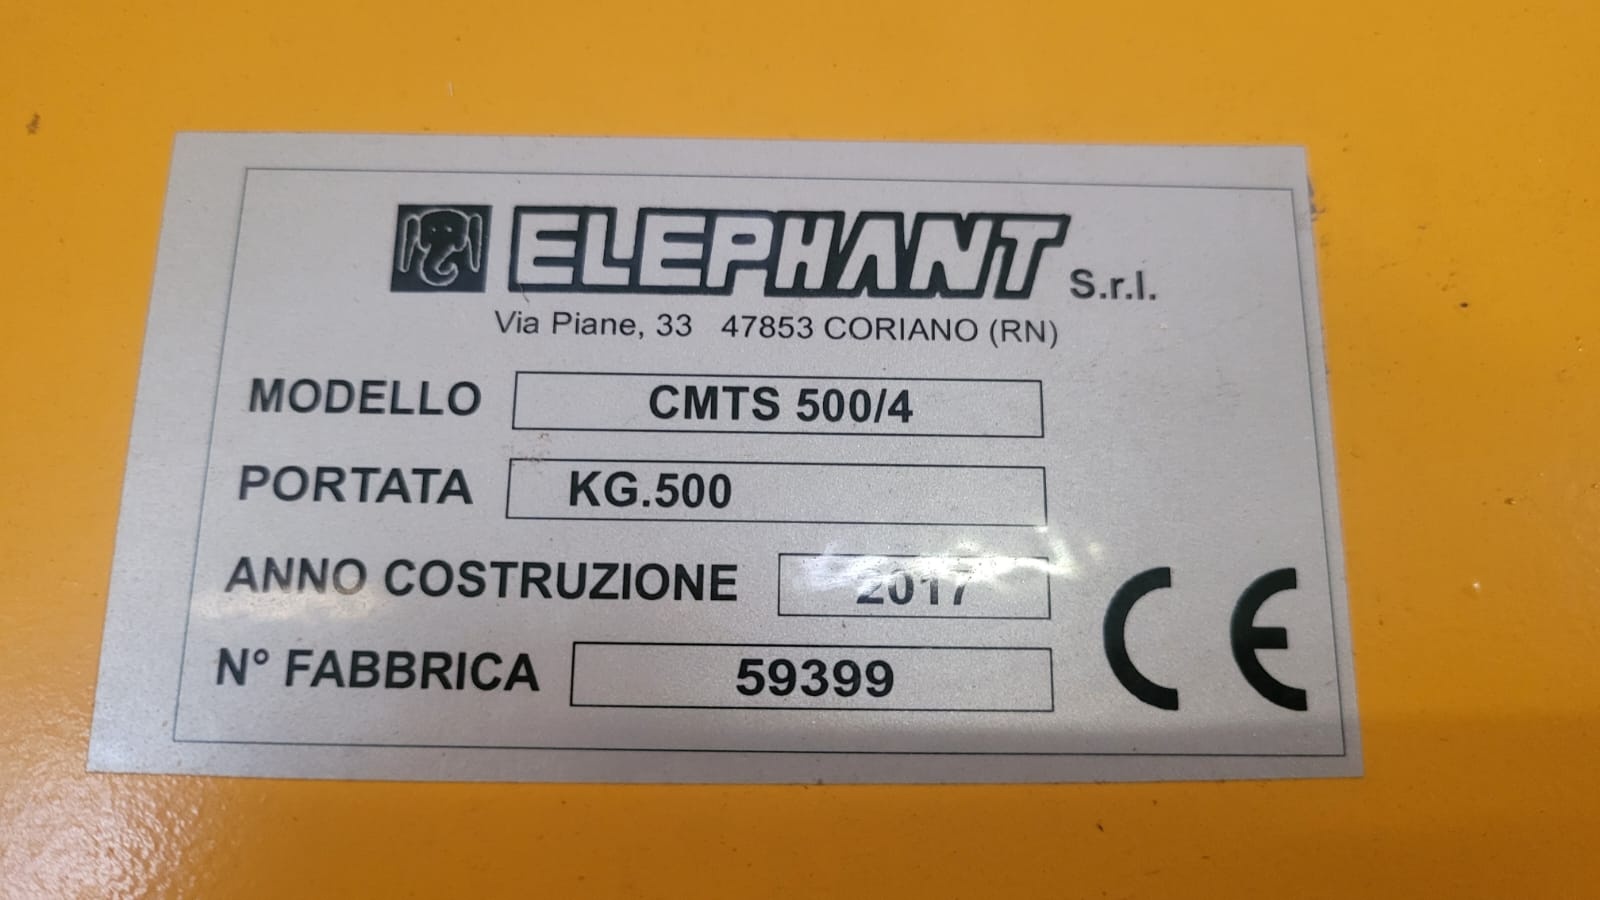 ELEPHANT S.r.l.
Via Piane, 33 47853 CORIANO (RN)
MODELLO CMTS 500/4
PORTATA KG.500
ANNO COSTRUZIONE 2017
N° FABBRICA 59399
CE